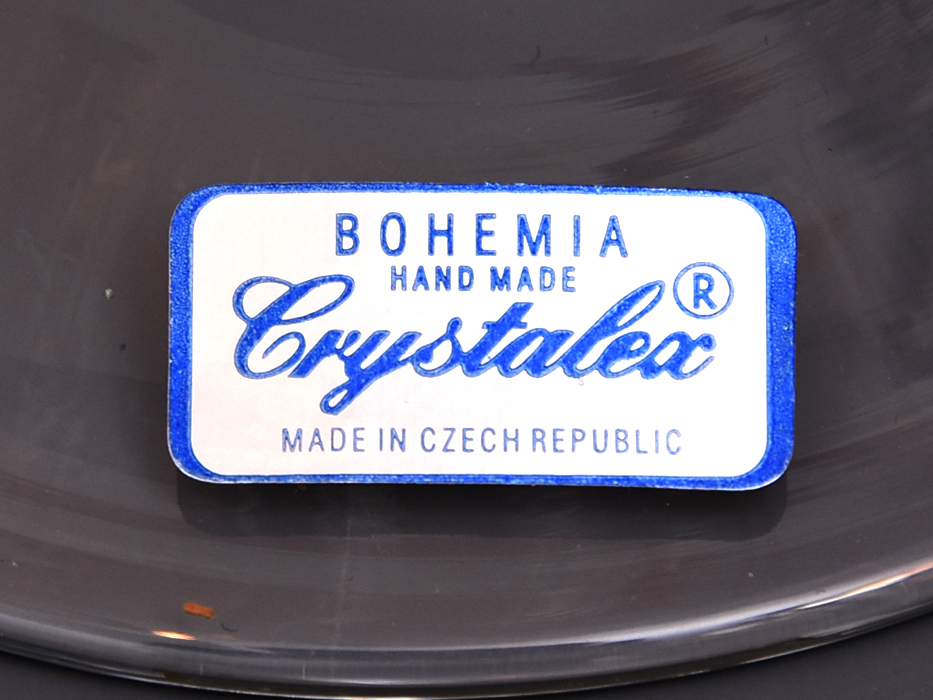 BOHEMIA
HAND MADE
Crystalex ®
MADE IN CZECH REPUBLIC